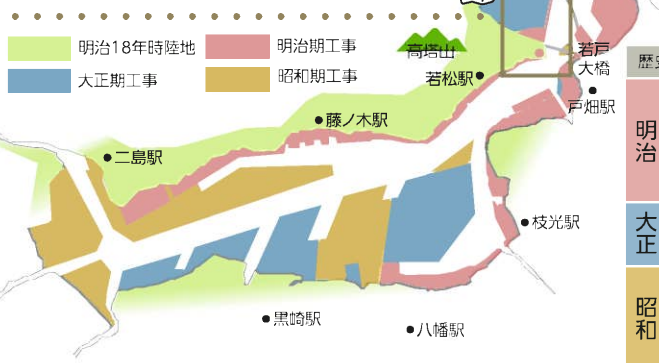 明治18年時陸地
明治期工事
大正期工事
昭和期工事
高塔山
若松駅
若戸
大橋
戸畑駅
藤ノ木駅
二島駅
枝光駅
黒崎駅
八幡駅
明治
大正
昭和